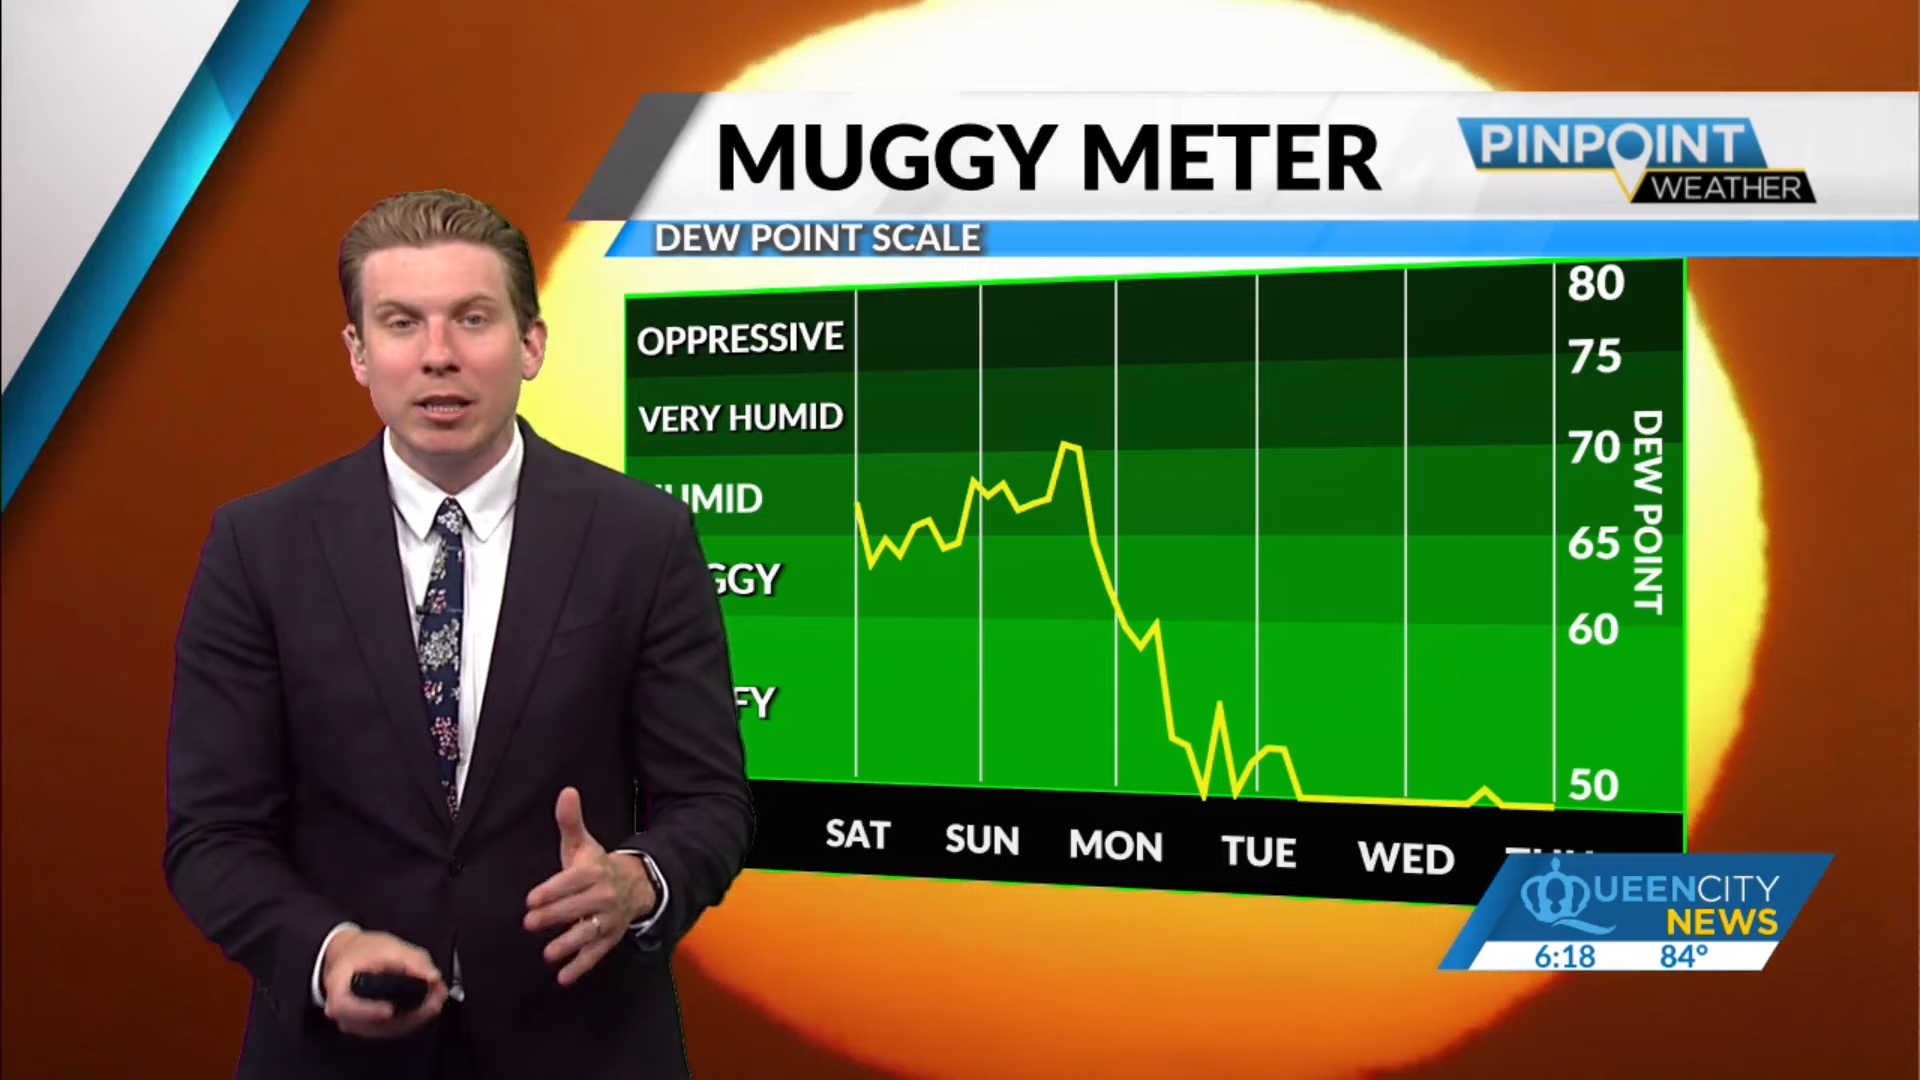 MUGGY METER
PINPOINT
WEATHER
DEW POINT SCALE
OPPRESSIVE
VERY HUMID
80
75
70
65
60
50
DEW POINT
SAT SUN MON TUE WED
QUEENCITY
NEWS
6:18 84°